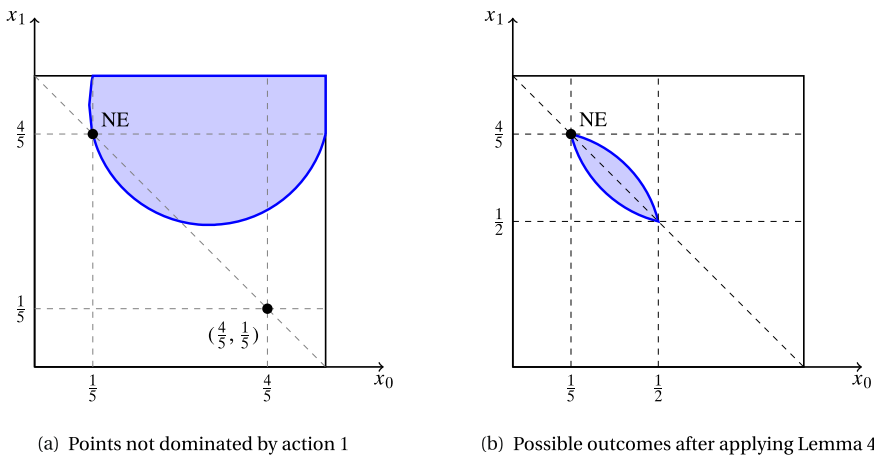 x₁
NE
4/5
1/5
(4/5, 1/5)
1/5
4/5
x₀
(a) Points not dominated by action 1
x₁
NE
4/5
1/2
1/5
1/2
x₀
(b) Possible outcomes after applying Lemma 4